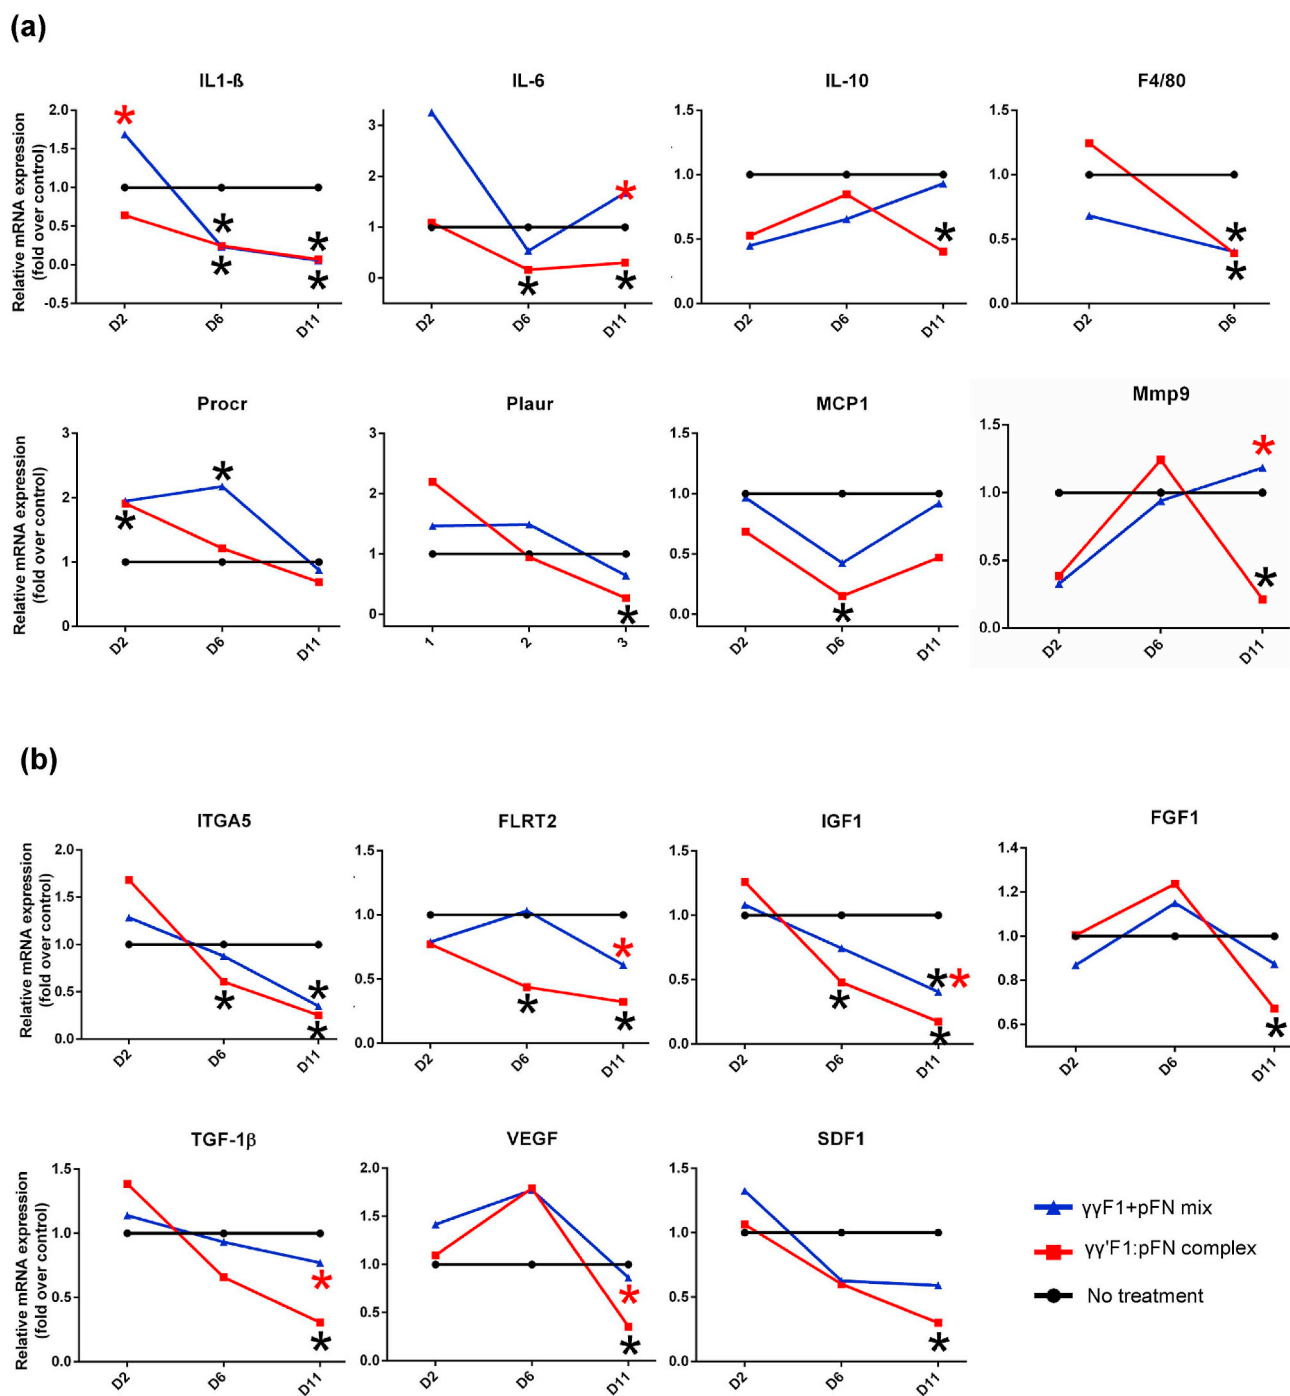 (a)
IL1-ß
IL-6
IL-10
F4/80
Relative mRNA expression
(fold over control)
2.0
1.5
1.0
0.5
0.0
-0.5
D2
D6
D11
3
2
1
0
D2
D6
D11
1.5
1.0
0.5
0.0
D2
D6
D11
1.5
1.0
0.5
0.0
D2
D6
Procr
Plaur
MCP1
Mmp9
Relative mRNA expression
(fold over control)
3
2
1
0
D2
D6
D11
3
2
1
0
1
2
3
1.5
1.0
0.5
0.0
D2
D6
D11
1.5
1.0
0.5
0.0
D2
D6
D11
(b)
ITGA5
FLRT2
IGF1
FGF1
Relative mRNA expression
(fold over control)
2.0
1.5
1.0
0.5
0.0
D2
D6
D11
1.5
1.0
0.5
0.0
D2
D6
D11
1.5
1.0
0.5
0.0
D2
D6
D11
1.4
1.2
1.0
0.8
0.6
D2
D6
D11
TGF-1β
VEGF
SDF1
Relative mRNA expression
(fold over control)
1.5
1.0
0.5
0.0
D2
D6
D11
2.0
1.5
1.0
0.5
0.0
D2
D6
D11
1.5
1.0
0.5
0.0
D2
D6
D11
γγF1+pFN mix
γγ'F1:pFN complex
No treatment